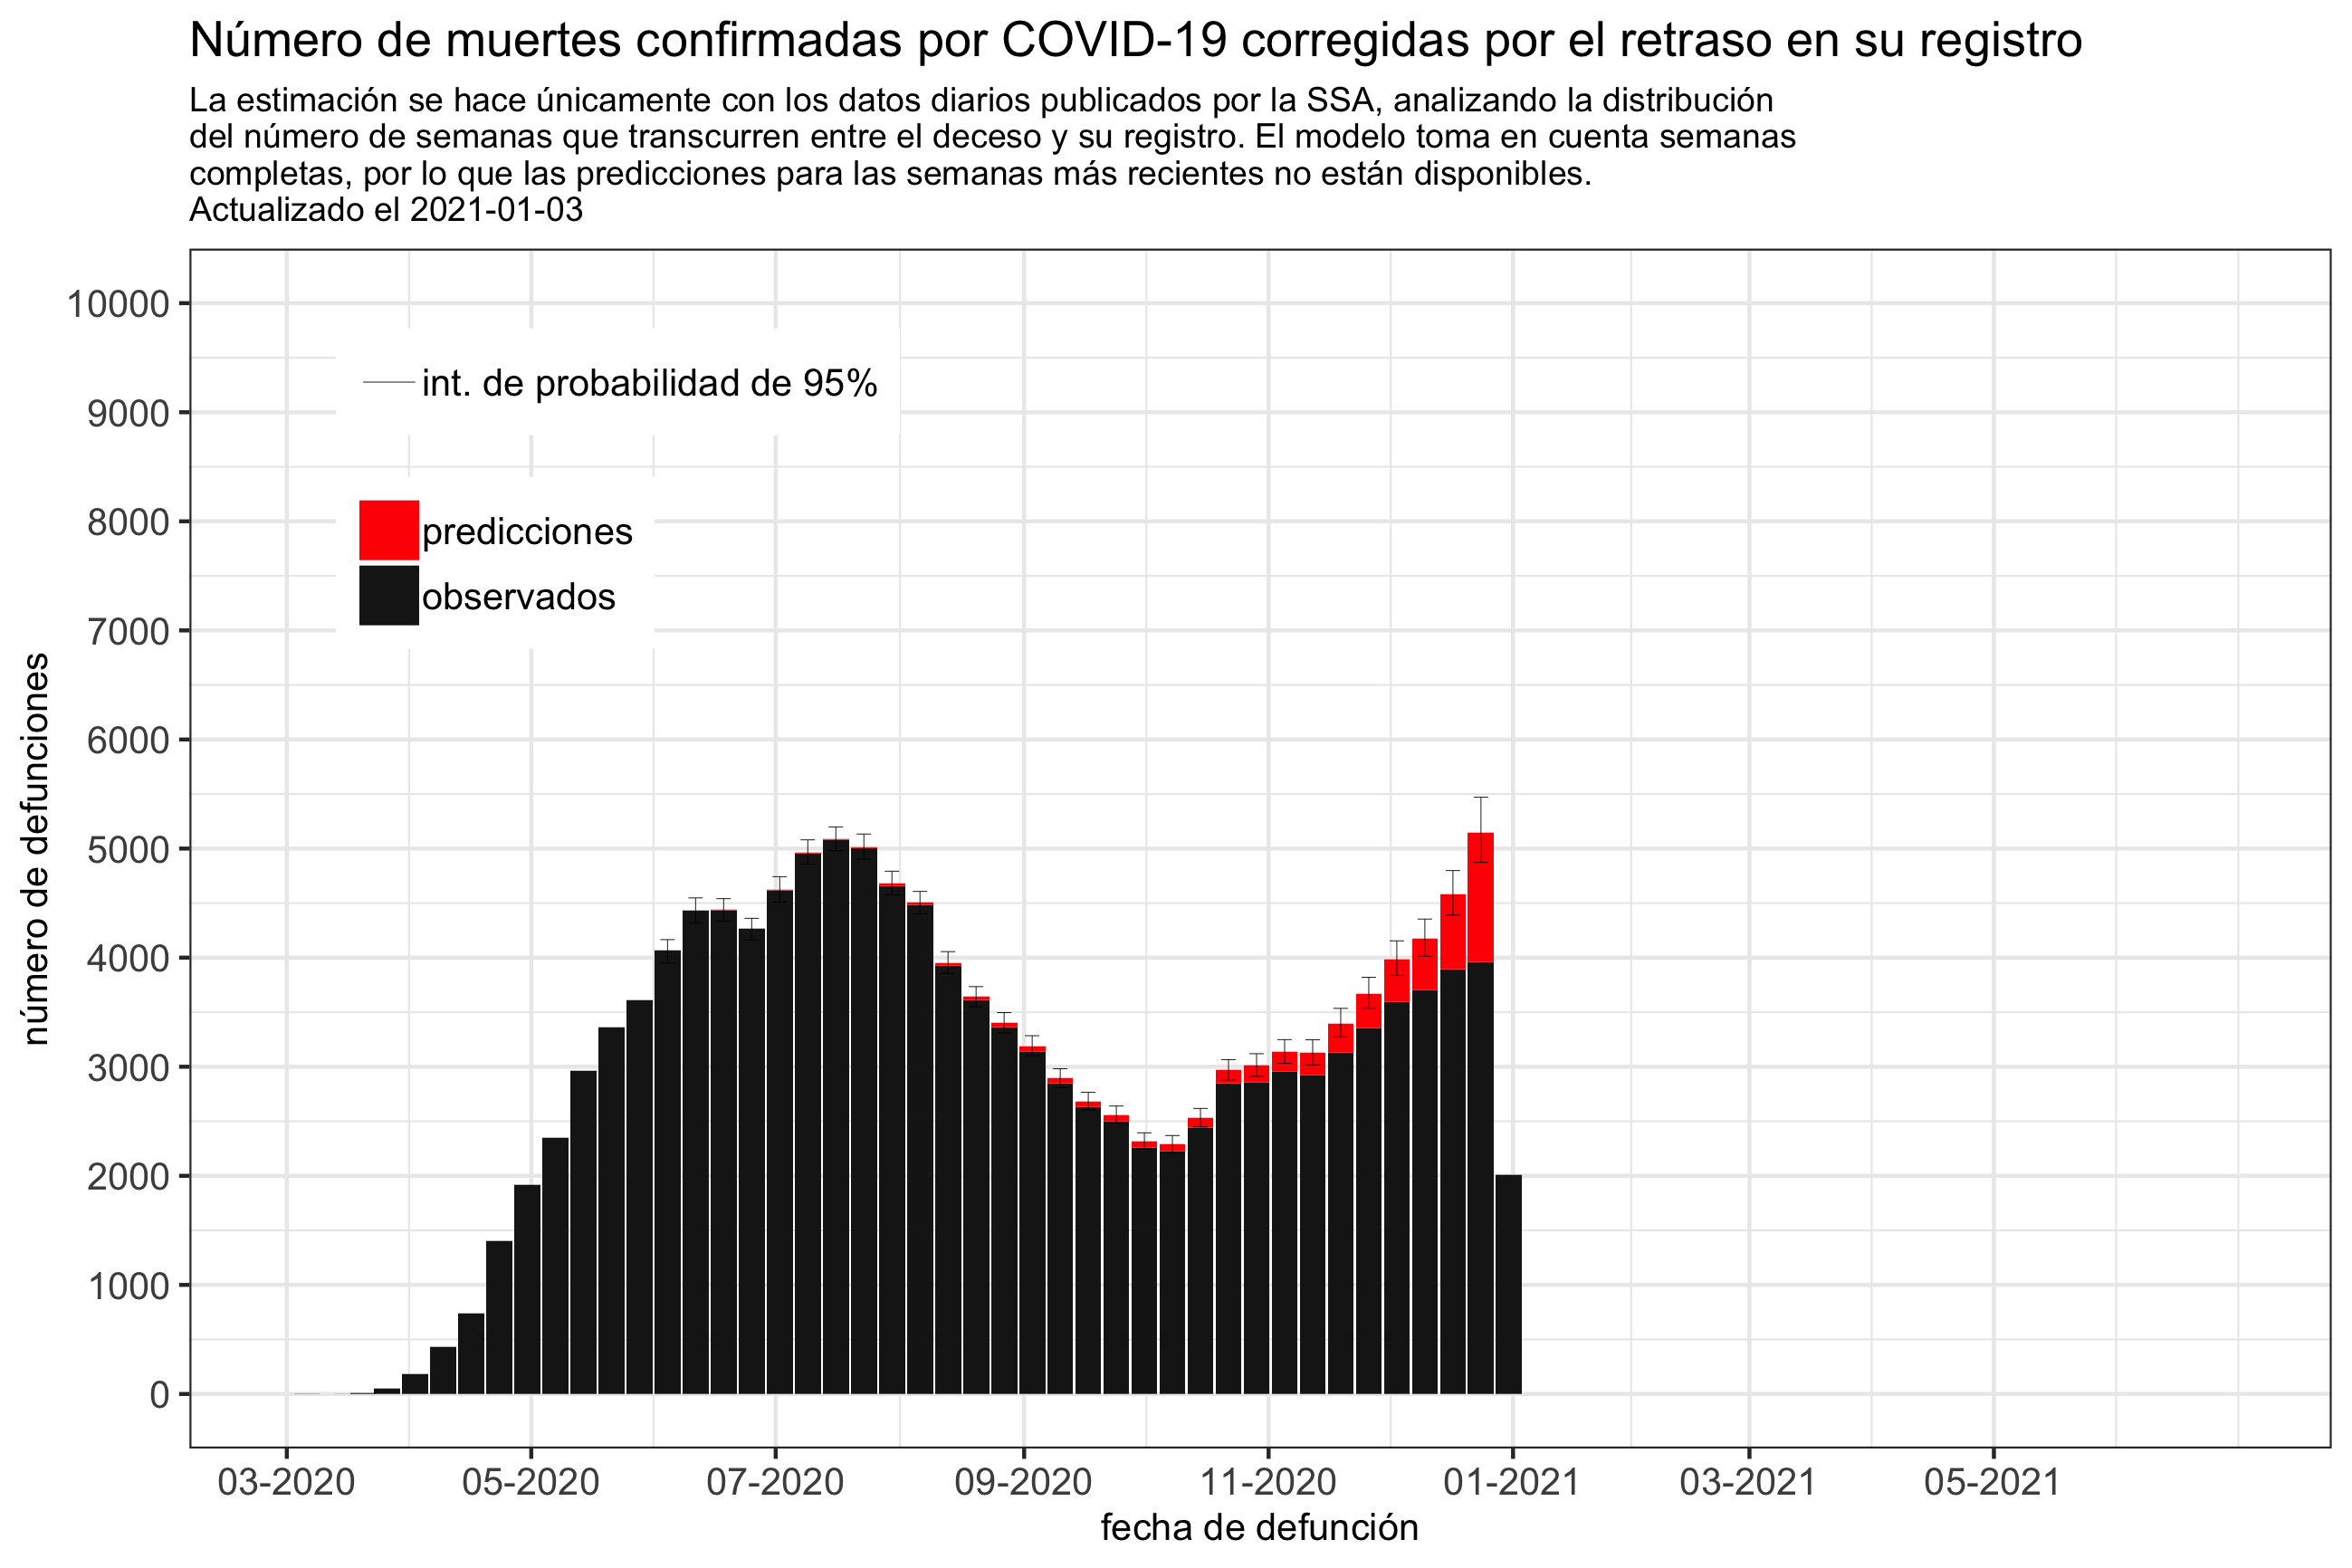 Número de muertes confirmadas por COVID-19 corregidas por el retraso en su registro
La estimación se hace únicamente con los datos diarios publicados por la SSA, analizando la distribución
del número de semanas que transcurren entre el deceso y su registro. El modelo toma en cuenta semanas
completas, por lo que las predicciones para las semanas más recientes no están disponibles.
Actualizado el 2021-01-03
número de defunciones
10000
9000
8000
7000
6000
5000
4000
3000
2000
1000
0
int. de probabilidad de 95%
predicciones
observados
03-2020 05-2020 07-2020 09-2020 11-2020 01-2021 03-2021 05-2021
fecha de defunción